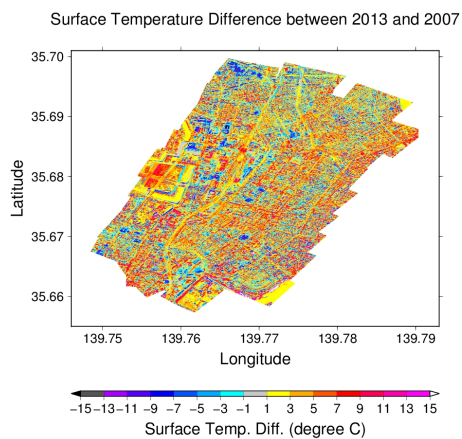 Surface Temperature Difference between 2013 and 2007
35.70
35.69
35.68
35.67
35.66
Latitude
139.75 139.76 139.77 139.78 139.79
Longitude
−15 −13 −11 −9 −7 −5 −3 −1 1 3 5 7 9 11 13 15
Surface Temp. Diff. (degree C)